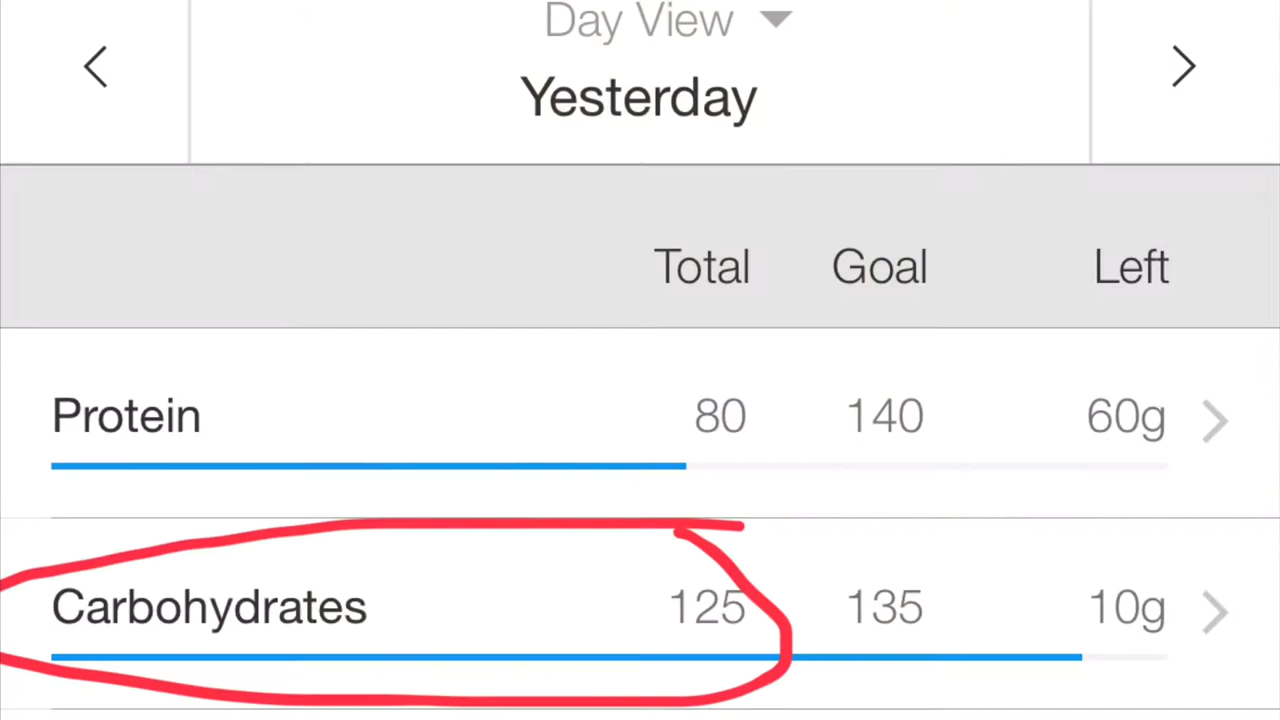 Day View
Yesterday
Total Goal Left
Protein 80 140 60g
Carbohydrates 125 135 10g